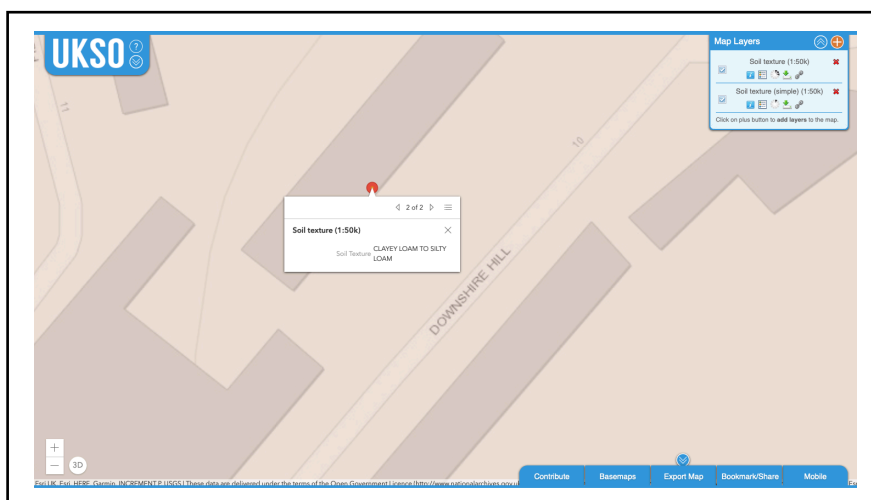 UKSO
?
Map Layers
Soil texture (1:50k)
Soil texture (simple) (1:50k)
Click on plus button to add layers to the map.
11
10
2 of 2
Soil texture (1:50k)
Soil Texture
CLAYEY LOAM TO SILTY
LOAM
DOWNSHIRE HILL
+
−
3D
Esri UK, Esri, HERE, Garmin, INCREMENT P, USGS | These data are delivered under the terms of the Open Government Licence (http://www.nationalarchives.gov.u
Contribute
Basemaps
Export Map
Bookmark/Share
Mobile
Es